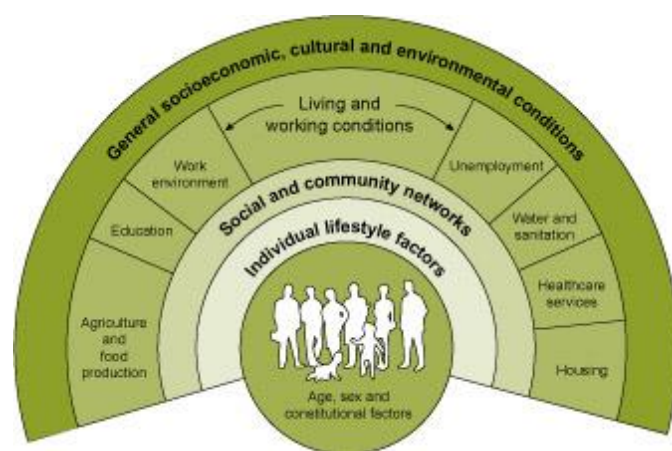 General socioeconomic, cultural and environmental conditions
Living and
working conditions
Work
environment
Unemployment
Education
Water and
sanitation
Agriculture
and
food
production
Healthcare
services
Housing
Social and community networks
Individual lifestyle factors
Age, sex and
constitutional factors